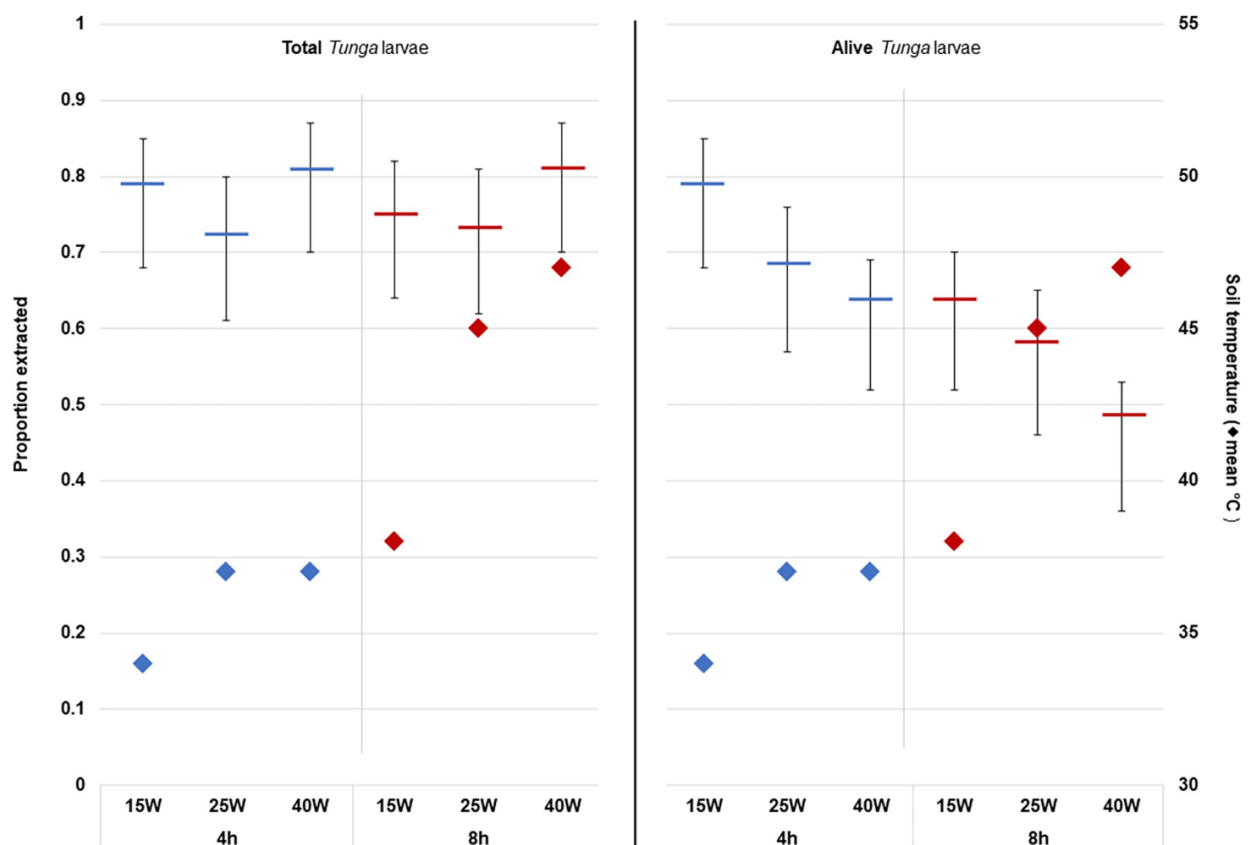 Total Tunga larvae
Alive Tunga larvae
Proportion extracted
1
0.9
0.8
0.7
0.6
0.5
0.4
0.3
0.2
0.1
0
55
50
45
40
35
30
Soil temperature (◆mean °C )
15W 25W 40W 15W 25W 40W
4h 8h
15W 25W 40W 15W 25W 40W
4h 8h